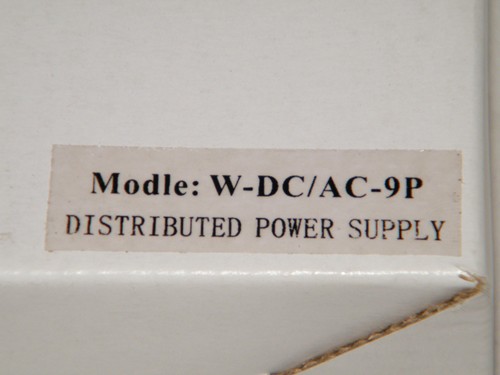 Modle: W-DC/AC-9P
DISTRIBUTED POWER SUPPLY